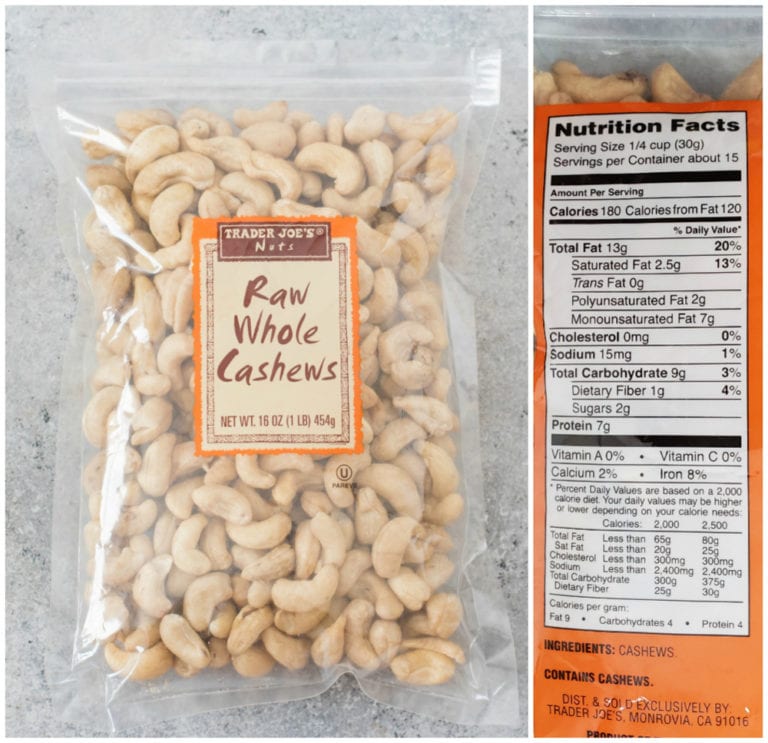 TRADER JOE'S®
Nuts
Raw
Whole
Cashews
NET WT. 16 OZ (1 LB) 454g
U
PAREVE
Nutrition Facts
Serving Size 1/4 cup (30g)
Servings per Container about 15
Amount Per Serving
Calories 180 Calories from Fat 120
% Daily Value*
Total Fat 13g 20%
Saturated Fat 2.5g 13%
Trans Fat 0g
Polyunsaturated Fat 2g
Monounsaturated Fat 7g
Cholesterol 0mg 0%
Sodium 15mg 1%
Total Carbohydrate 9g 3%
Dietary Fiber 1g 4%
Sugars 2g
Protein 7g
Vitamin A 0% • Vitamin C 0%
Calcium 2% • Iron 8%
* Percent Daily Values are based on a 2,000
calorie diet. Your daily values may be higher
or lower depending on your calorie needs:
Calories: 2,000 2,500
Total Fat Less than 65g 80g
Sat Fat Less than 20g 25g
Cholesterol Less than 300mg 300mg
Sodium Less than 2,400mg 2,400mg
Total Carbohydrate 300g 375g
Dietary Fiber 25g 30g
Calories per gram:
Fat 9 • Carbohydrates 4 • Protein 4
INGREDIENTS: CASHEWS.
CONTAINS CASHEWS.
DIST. & SOLD EXCLUSIVELY BY:
TRADER JOE'S, MONROVIA, CA 91016
PRODUCT OF